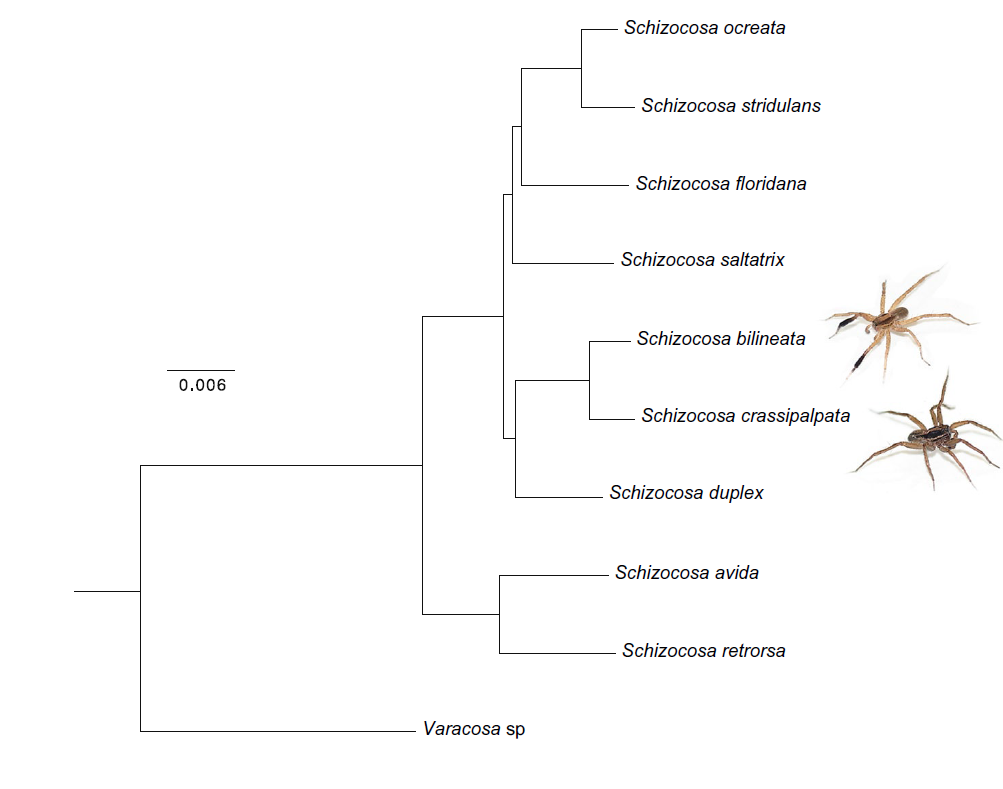 Schizocosa ocreata
Schizocosa stridulans
Schizocosa floridana
Schizocosa saltatrix
Schizocosa bilineata
0.006
Schizocosa crassipalpata
Schizocosa duplex
Schizocosa avida
Schizocosa retrorsa
Varacosa sp